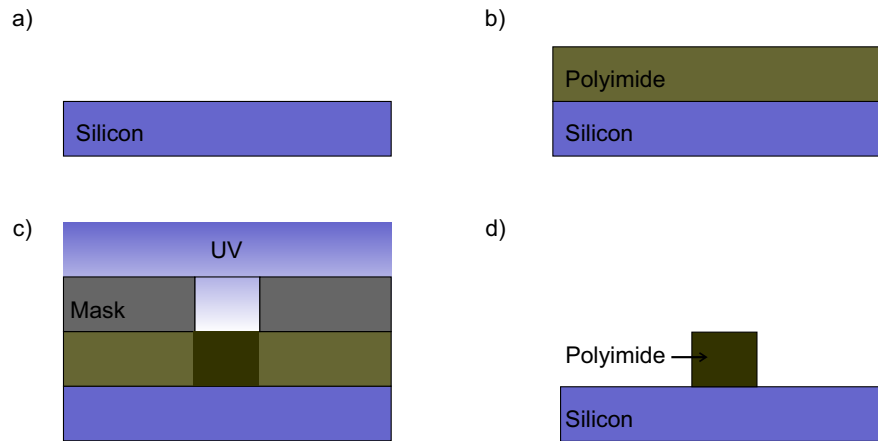 a)
Silicon
b)
Polyimide
Silicon
c)
UV
Mask
d)
Polyimide
Silicon